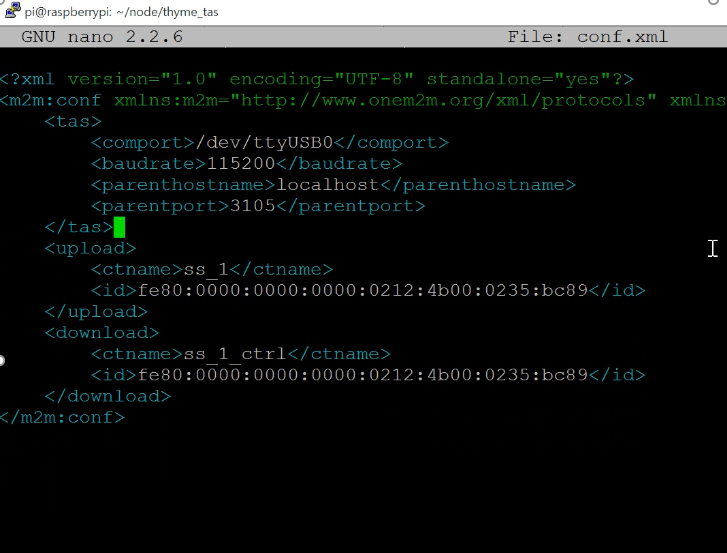 pi@raspberrypi: ~/node/thyme_tas
GNU nano 2.2.6 File: conf.xml
<?xml version="1.0" encoding="UTF-8" standalone="yes"?>
<m2m:conf xmlns:m2m="http://www.onem2m.org/xml/protocols" xmlns
<tas>
<comport>/dev/ttyUSB0</comport>
<baudrate>115200</baudrate>
<parenthostname>localhost</parenthostname>
<parentport>3105</parentport>
</tas>
<upload>
<ctname>ss_1</ctname>
<id>fe80:0000:0000:0000:0212:4b00:0235:bc89</id>
</upload>
<download>
<ctname>ss_1_ctrl</ctname>
<id>fe80:0000:0000:0000:0212:4b00:0235:bc89</id>
</download>
</m2m:conf>